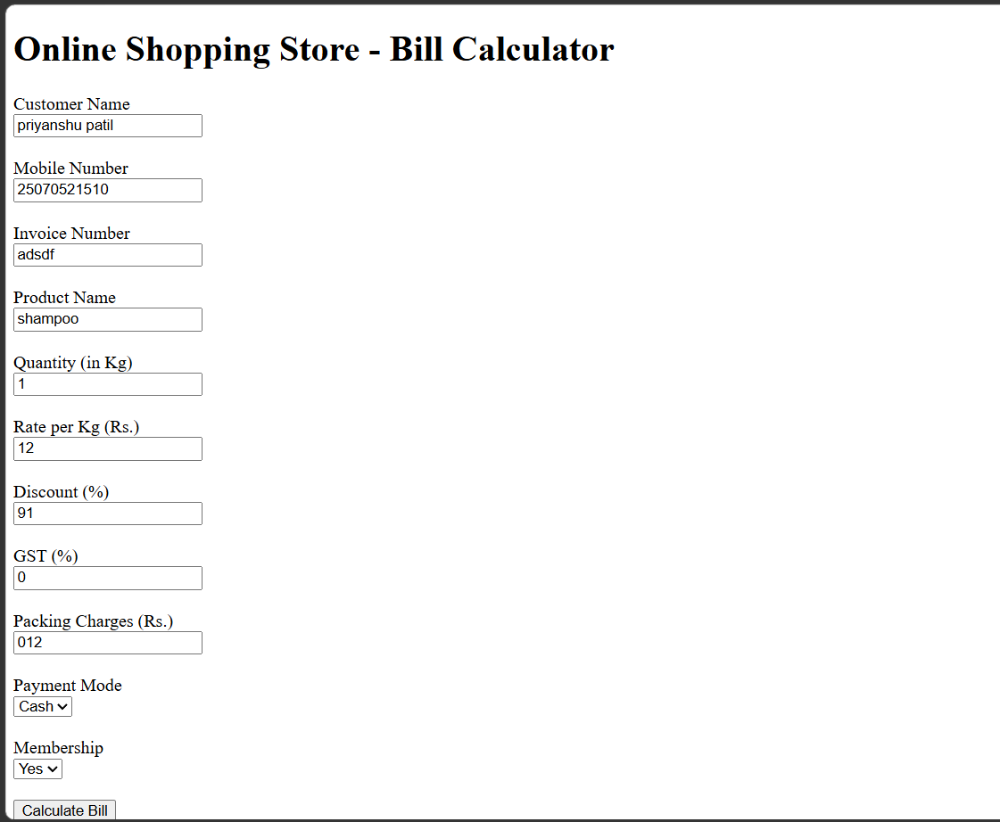 Online Shopping Store - Bill Calculator
Customer Name
priyanshu patil
Mobile Number
25070521510
Invoice Number
adsdf
Product Name
shampoo
Quantity (in Kg)
1
Rate per Kg (Rs.)
12
Discount (%)
91
GST (%)
0
Packing Charges (Rs.)
012
Payment Mode
Cash
Membership
Yes
Calculate Bill